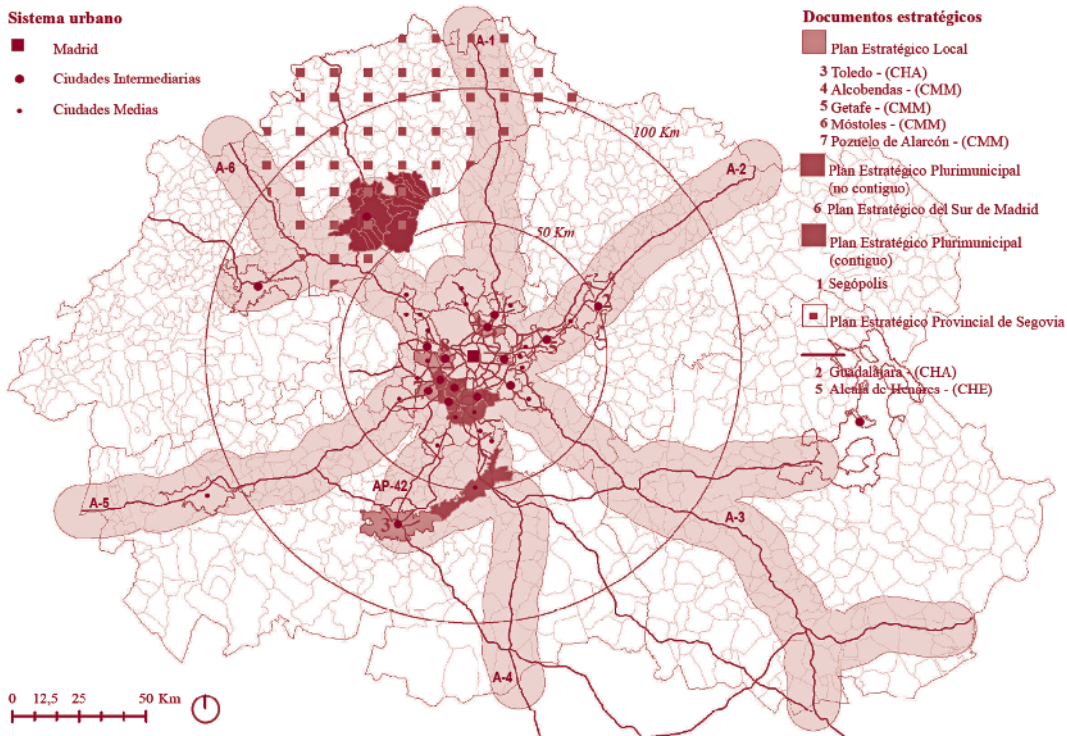 Sistema urbano
Madrid
Ciudades Intermediarias
Ciudades Medias
Documentos estratégicos
Plan Estratégico Local
3 Toledo - (CHA)
4 Alcobendas - (CMM)
5 Getafe - (CMM)
6 Móstoles - (CMM)
7 Pozuelo de Alarcón - (CMM)
Plan Estratégico Plurimunicipal
(no contiguo)
6 Plan Estratégico del Sur de Madrid
Plan Estratégico Plurimunicipal
(contiguo)
1 Segópolis
Plan Estratégico Provincial de Segovia
2 Guadalajara - (CHA)
5 Alcalá de Henares - (CHE)
A-1
100 Km
A-2
A-6
50 Km
2
AP-42
A-5
3
A-3
A-4
0 12,5 25 50 Km